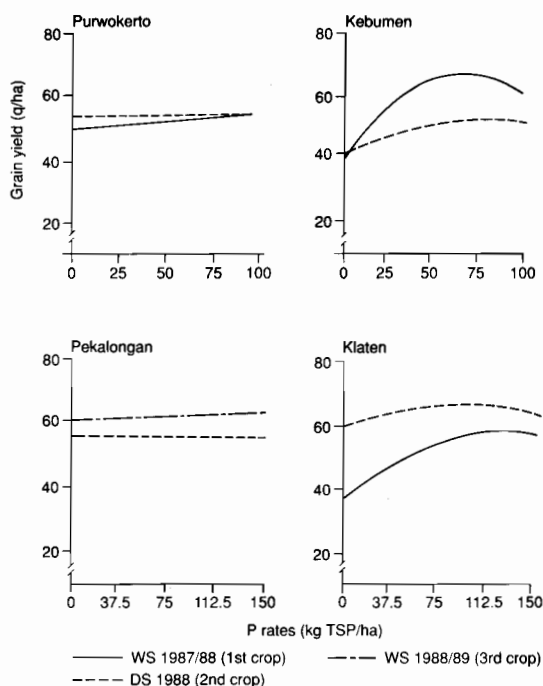 Purwokerto
Kebumen
Grain yield (q/ha)
80
60
40
20
0 25 50 75 100
80
60
40
20
0 25 50 75 100
Pekalongan
Klaten
80
60
40
20
0 37.5 75 112.5 150
80
60
40
20
0 37.5 75 112.5 150
P rates (kg TSP/ha)
WS 1987/88 (1st crop)
WS 1988/89 (3rd crop)
DS 1988 (2nd crop)